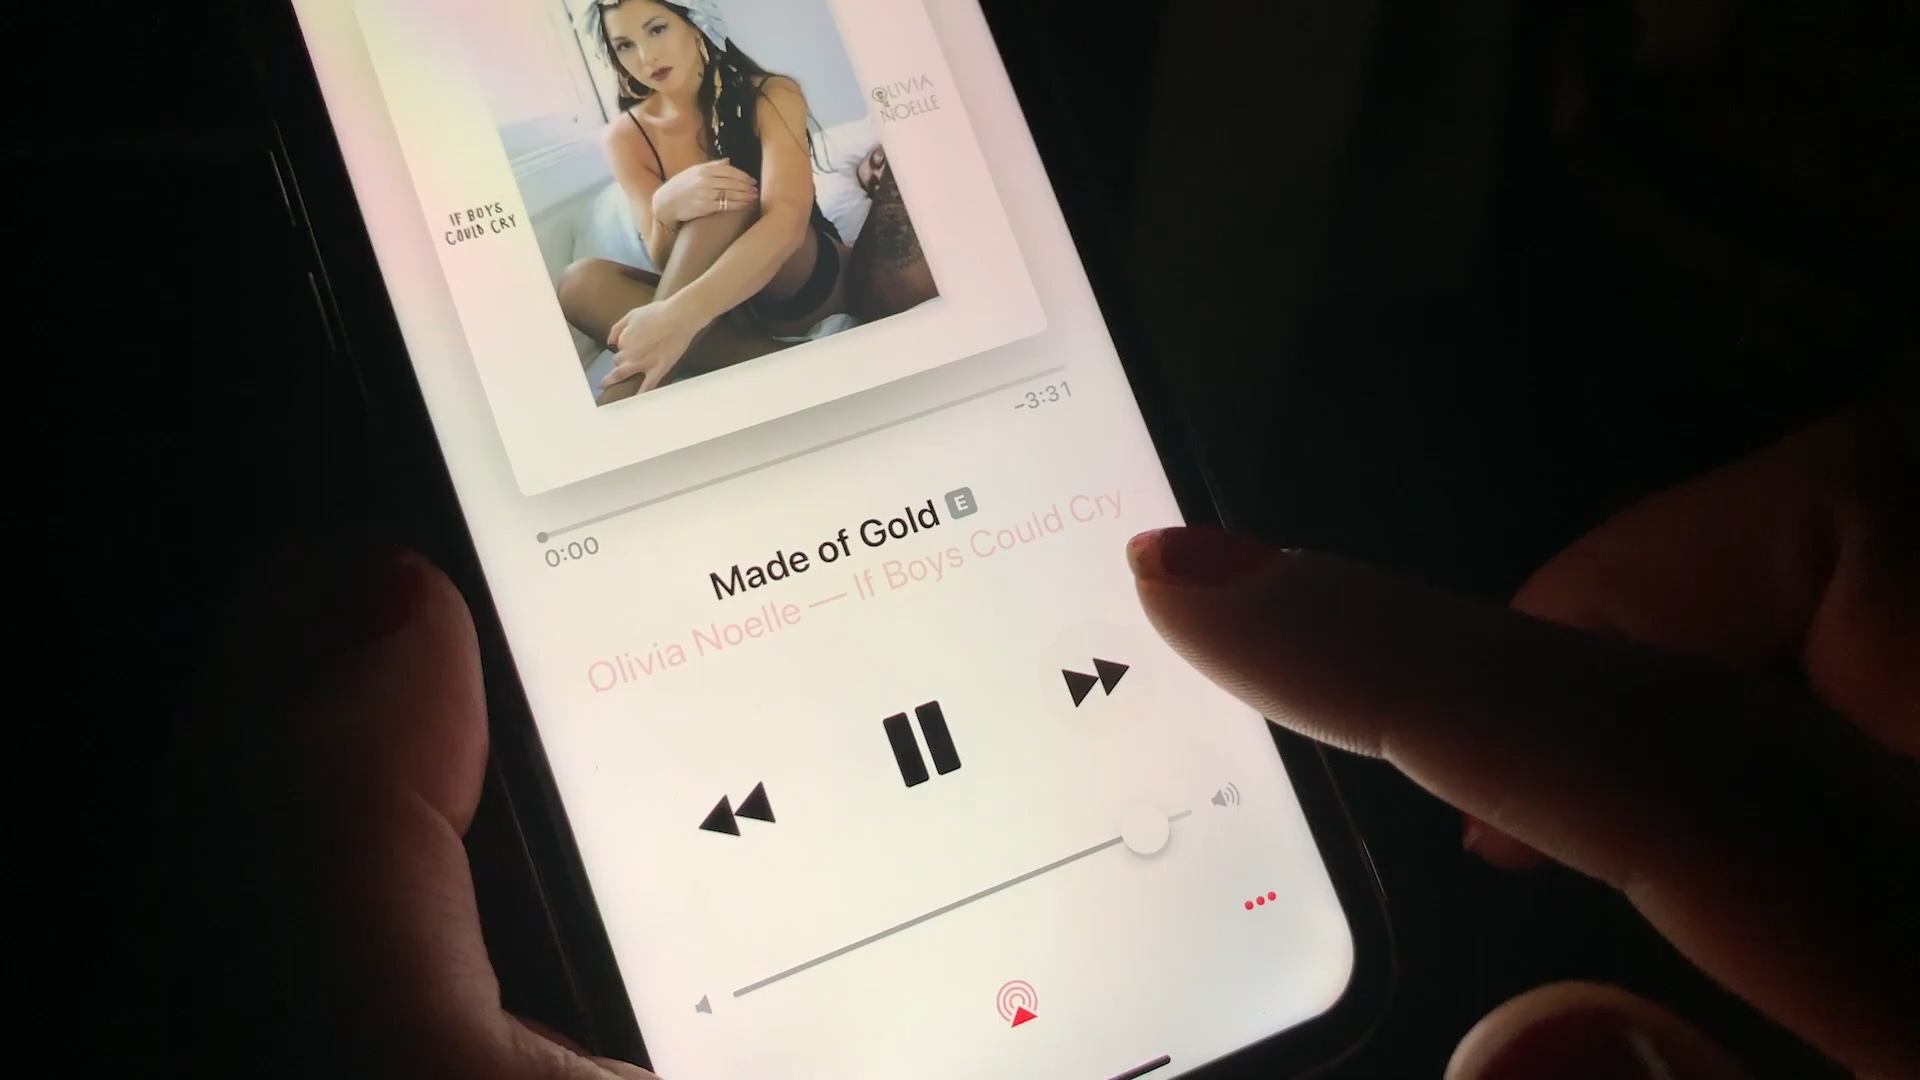 OLIVIA
NOELLE
IF BOYS
COULD CRY
-3:31
0:00
Made of Gold E
Olivia Noelle — If Boys Could Cry -